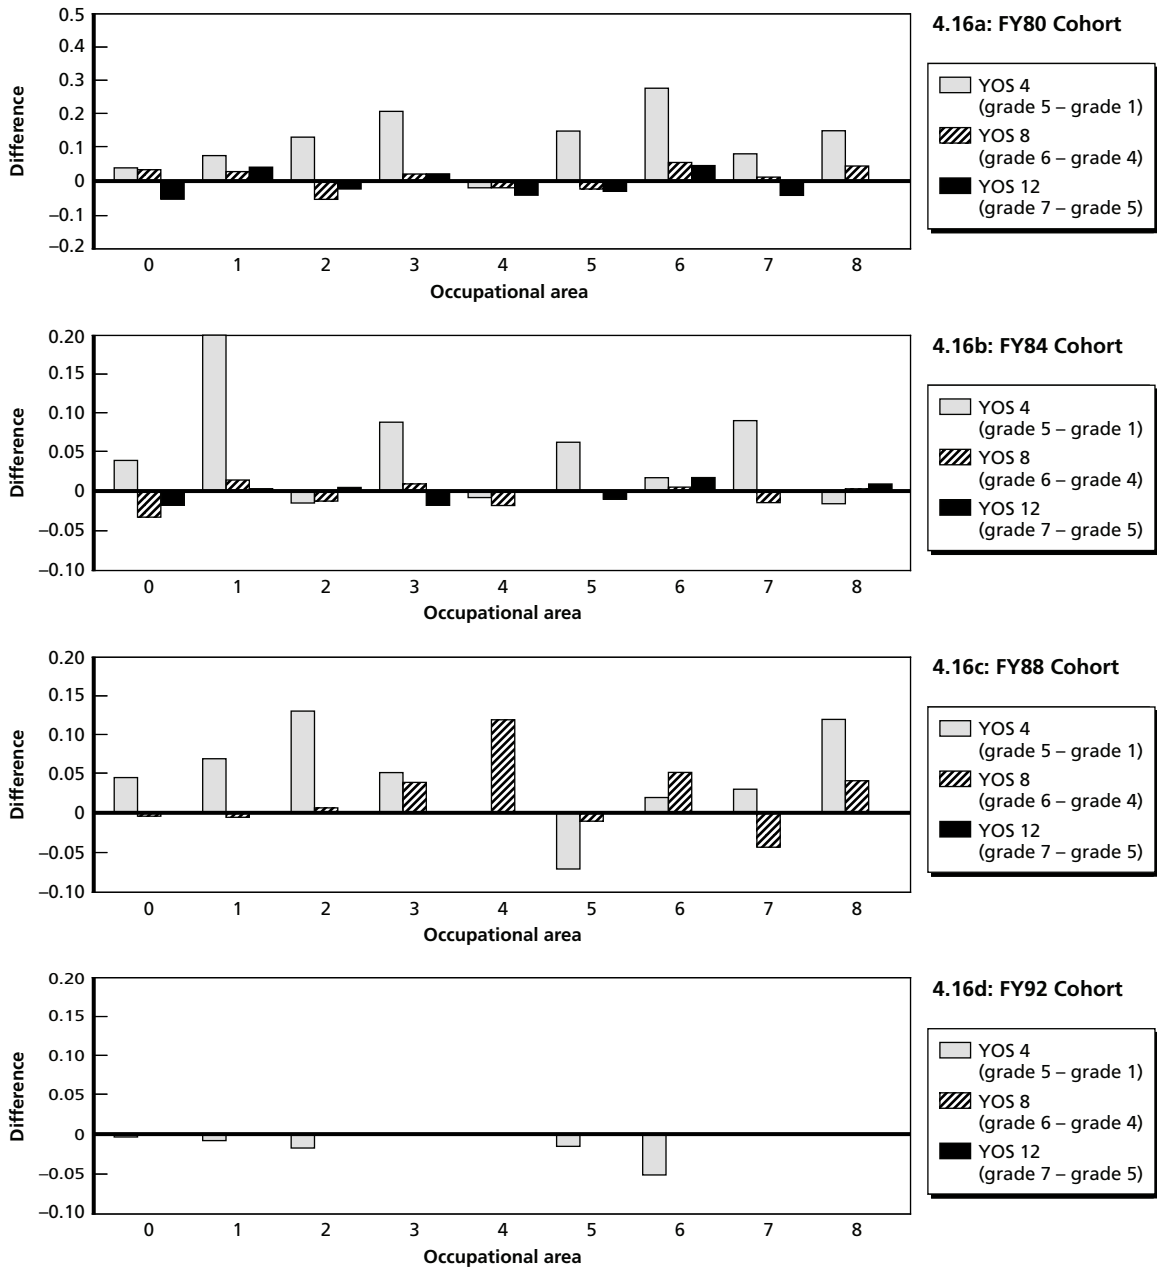 4.16a: FY80 Cohort
Difference
0.5
0.4
0.3
0.2
0.1
0
–0.1
–0.2
0 1 2 3 4 5 6 7 8
Occupational area
YOS 4
(grade 5 – grade 1)
YOS 8
(grade 6 – grade 4)
YOS 12
(grade 7 – grade 5)
4.16b: FY84 Cohort
Difference
0.20
0.15
0.10
0.05
0
–0.05
–0.10
0 1 2 3 4 5 6 7 8
Occupational area
YOS 4
(grade 5 – grade 1)
YOS 8
(grade 6 – grade 4)
YOS 12
(grade 7 – grade 5)
4.16c: FY88 Cohort
Difference
0.20
0.15
0.10
0.05
0
–0.05
–0.10
0 1 2 3 4 5 6 7 8
Occupational area
YOS 4
(grade 5 – grade 1)
YOS 8
(grade 6 – grade 4)
YOS 12
(grade 7 – grade 5)
4.16d: FY92 Cohort
Difference
0.20
0.15
0.10
0.05
0
–0.05
–0.10
0 1 2 3 4 5 6 7 8
Occupational area
YOS 4
(grade 5 – grade 1)
YOS 8
(grade 6 – grade 4)
YOS 12
(grade 7 – grade 5)